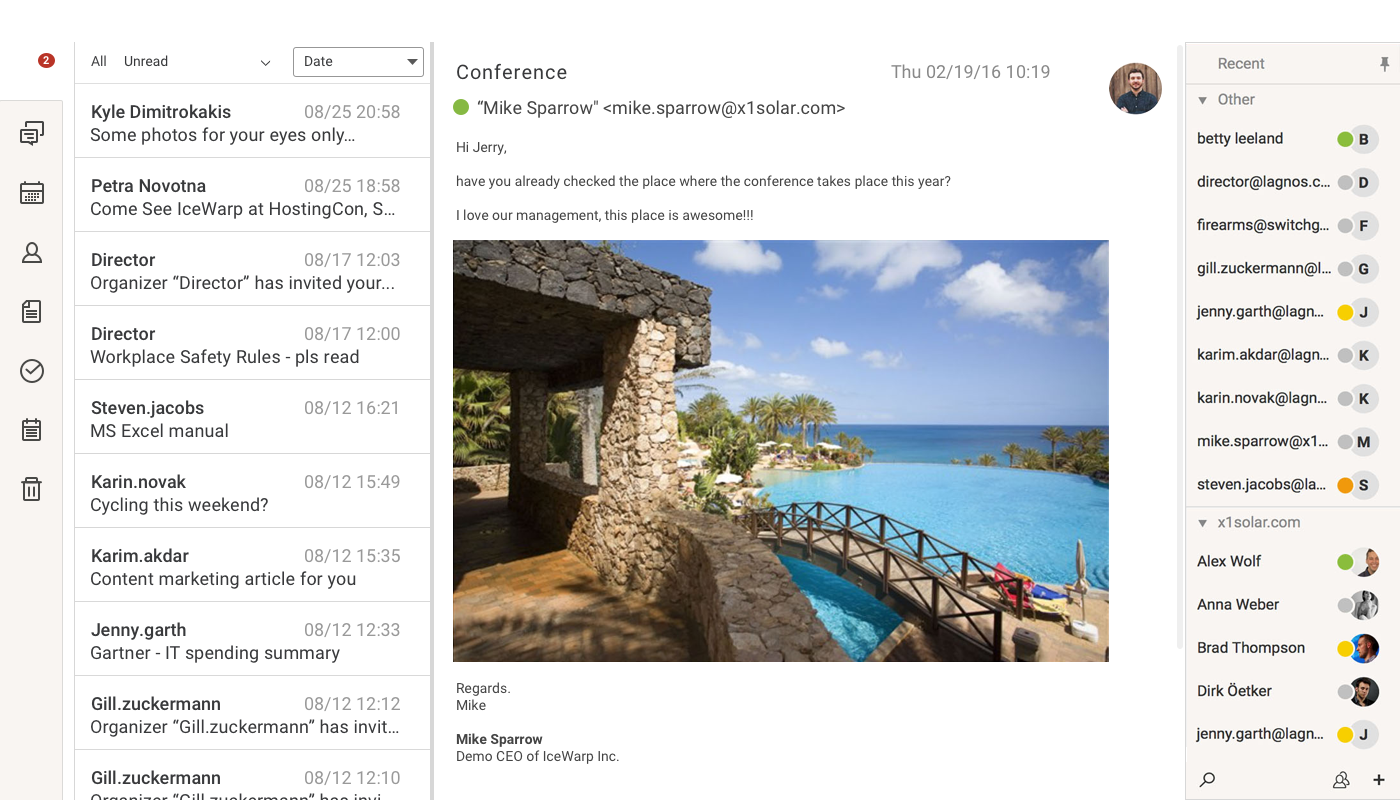 2
All Unread
Date
Kyle Dimitrokakis 08/25 20:58
Some photos for your eyes only...
Petra Novotna 08/25 18:58
Come See IceWarp at HostingCon, S...
Director 08/17 12:03
Organizer “Director” has invited your...
Director 08/17 12:00
Workplace Safety Rules - pls read
Steven.jacobs 08/12 16:21
MS Excel manual
Karin.novak 08/12 15:49
Cycling this weekend?
Karim.akdar 08/12 15:35
Content marketing article for you
Jenny.garth 08/12 12:33
Gartner - IT spending summary
Gill.zuckermann 08/12 12:12
Organizer “Gill.zuckermann” has invit...
Gill.zuckermann 08/12 12:10
Organizer “Gill.zuckermann” has invi...
Conference Thu 02/19/16 10:19
“Mike Sparrow" <mike.sparrow@x1solar.com>
Hi Jerry,
have you already checked the place where the conference takes place this year?
I love our management, this place is awesome!!!
Regards.
Mike
Mike Sparrow
Demo CEO of IceWarp Inc.
Recent
Other
betty leeland B
director@lagnos.c... D
firearms@switchg... F
gill.zuckermann@l... G
jenny.garth@lagn... J
karim.akdar@lagn... K
karin.novak@lagn... K
mike.sparrow@x1... M
steven.jacobs@la... S
x1solar.com
Alex Wolf
Anna Weber
Brad Thompson
Dirk Öetker
jenny.garth@lagn... J